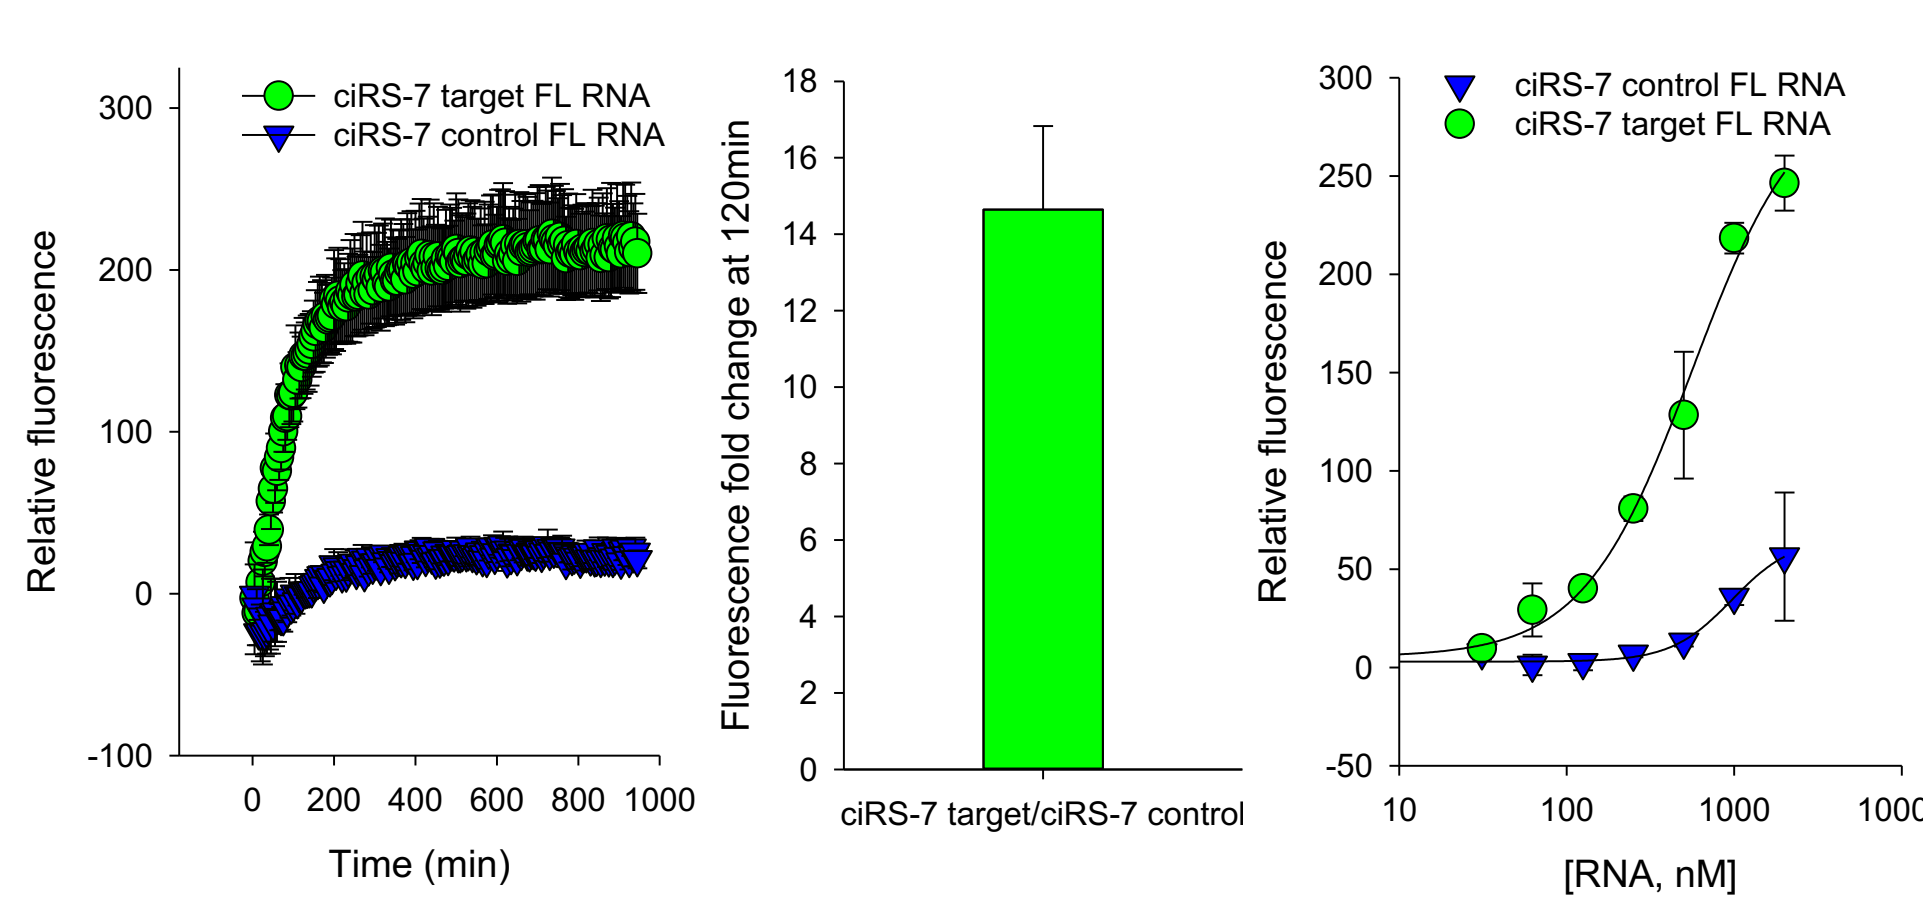 ciRS-7 target FL RNA
ciRS-7 control FL RNA
300
200
100
0
-100
Relative fluorescence
0 200 400 600 800 1000
Time (min)
18
16
14
12
10
8
6
4
2
0
Fluorescence fold change at 120min
ciRS-7 target/ciRS-7 control
ciRS-7 control FL RNA
ciRS-7 target FL RNA
300
250
200
150
100
50
0
-50
Relative fluorescence
10 100 1000 1000
[RNA, nM]